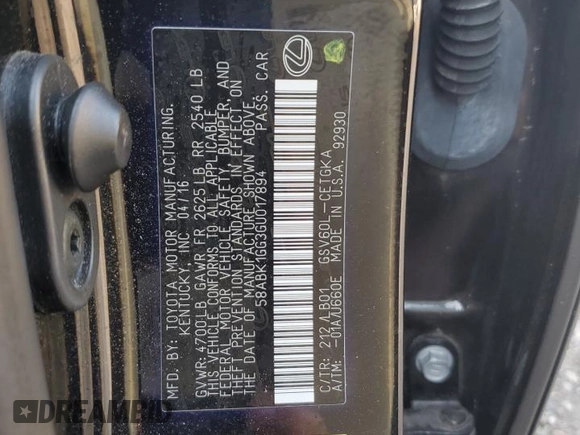 MFD. BY: TOYOTA MOTOR MANUFACTURING.
KENTUCKY, INC. 04/16
GVWR: 4700LB GAWR FR 2625LB RR 2540 LB
THIS VEHICLE CONFORMS TO ALL APPLICABLE
FEDERAL MOTOR VEHICLE SAFETY, BUMPER, AND
THEFT PREVENTION STANDARDS IN EFFECT ON
THE DATE OF MANUFACTURE SHOWN ABOVE.
58ABK1GG3GU017894 PASS. CAR
C/TR: 212/LB01 GSV60L-CETGKA
A/TM: -01A/U660E MADE IN U.S.A. 92930
DREAMBID